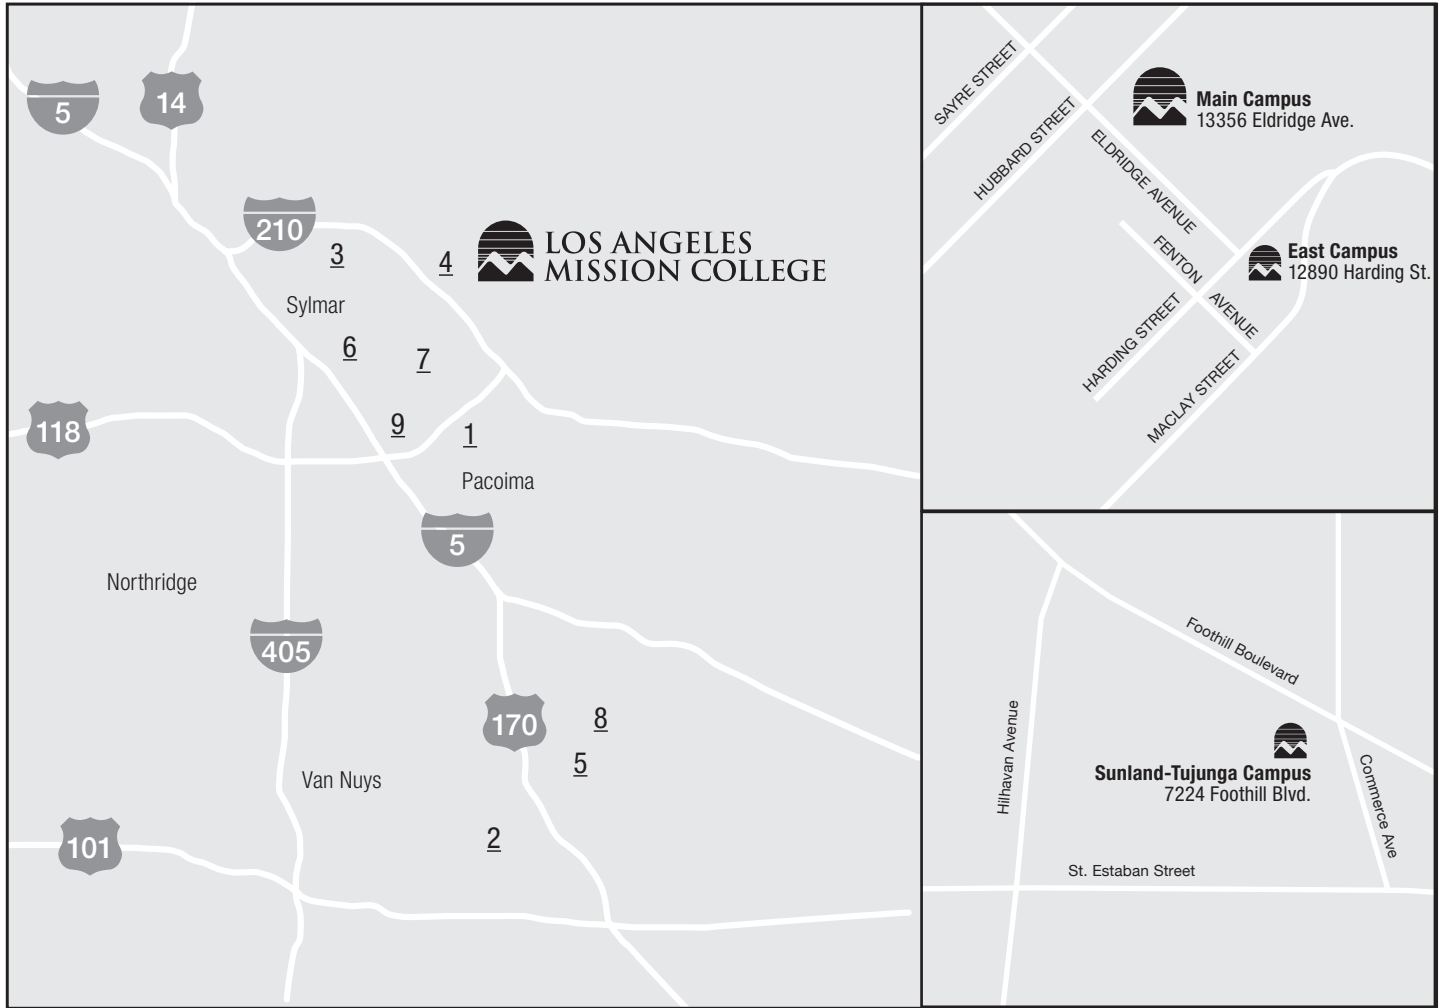 5
14
210
3
4
LOS ANGELES
MISSION COLLEGE
Sylmar
6
7
118
9
1
Pacoima
5
Northridge
405
170
8
5
Van Nuys
101
2
SAYRE STREET
HUBBARD STREET
Main Campus
13356 Eldridge Ave.
ELDRIDGE AVENUE
FENTON AVENUE
East Campus
12890 Harding St.
HARDING STREET
MACLAY STREET
Foothill Boulevard
Hilhavan Avenue
Sunland-Tujunga Campus
7224 Foothill Blvd.
Commerce Ave
St. Estaban Street